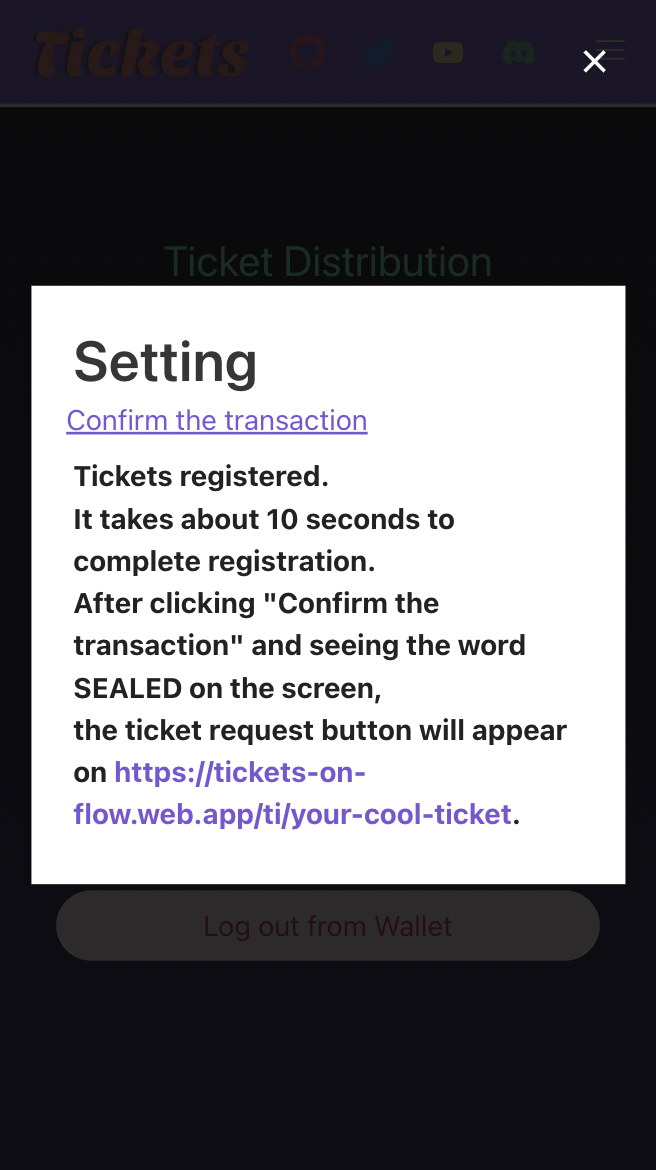 Tickets
Ticket Distribution
Setting
Confirm the transaction
Tickets registered.
It takes about 10 seconds to
complete registration.
After clicking "Confirm the
transaction" and seeing the word
SEALED on the screen,
the ticket request button will appear
on https://tickets-on-
flow.web.app/ti/your-cool-ticket.
Log out from Wallet